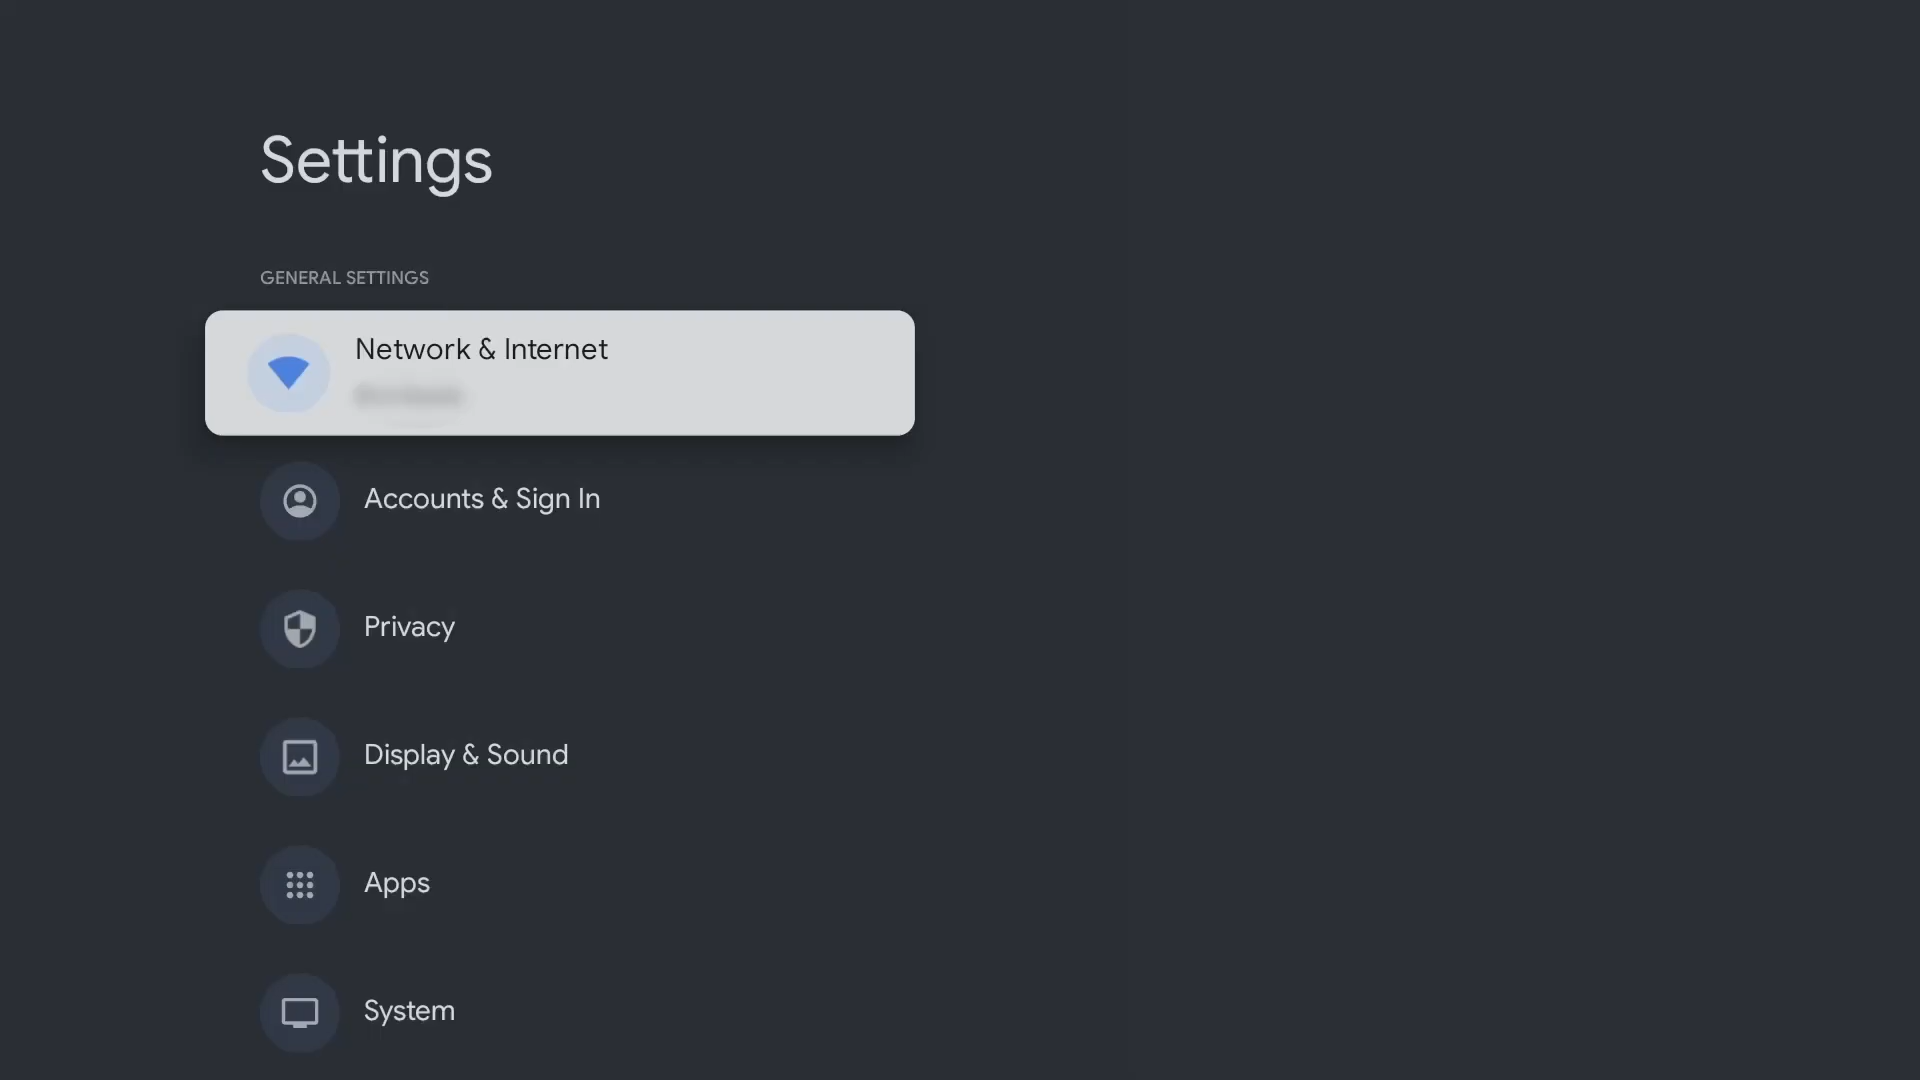 Settings
GENERAL SETTINGS
Network & Internet
Accounts & Sign In
Privacy
Display & Sound
Apps
System